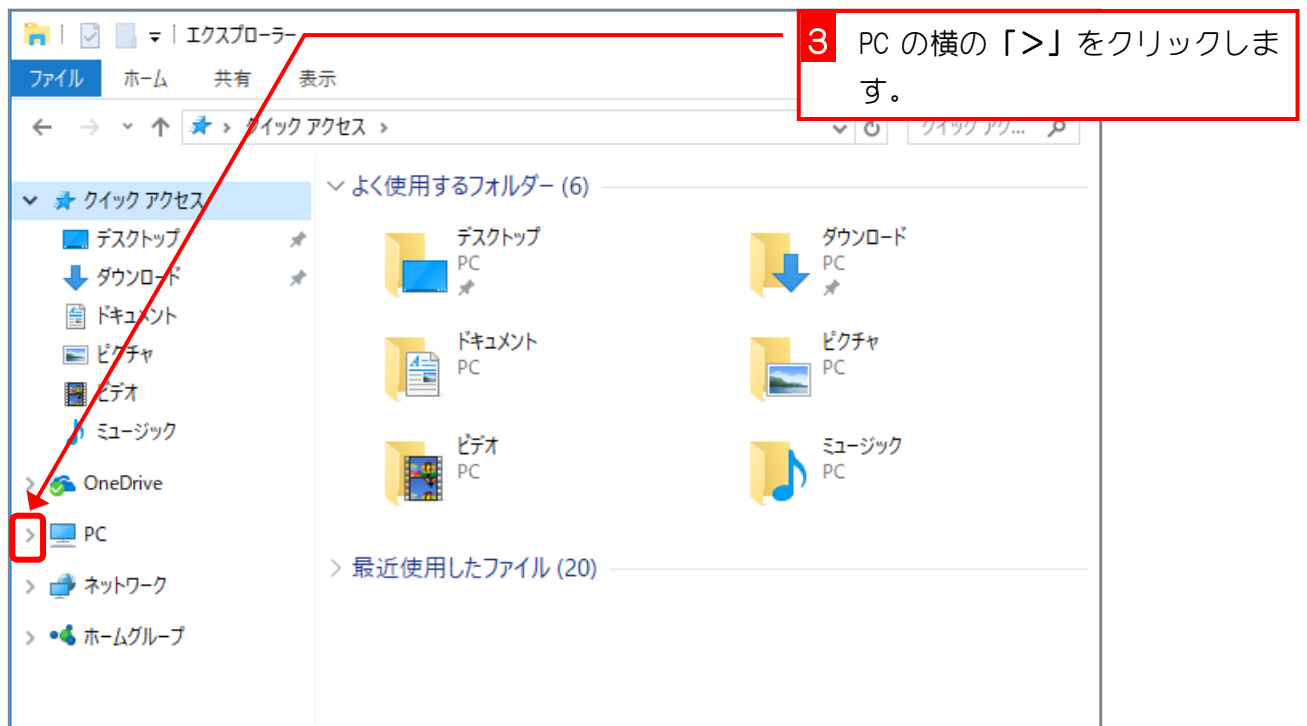 エクスプローラー
3 PC の横の「>」をクリックしま
す。
ファイル ホーム 共有 表示
クイック アクセス
クイック アク...
クイック アクセス
デスクトップ
ダウンロード
ドキュメント
ピクチャ
ビデオ
ミュージック
OneDrive
PC
ネットワーク
ホームグループ
よく使用するフォルダー (6)
デスクトップ
PC
ダウンロード
PC
ドキュメント
PC
ピクチャ
PC
ビデオ
PC
ミュージック
PC
最近使用したファイル (20)